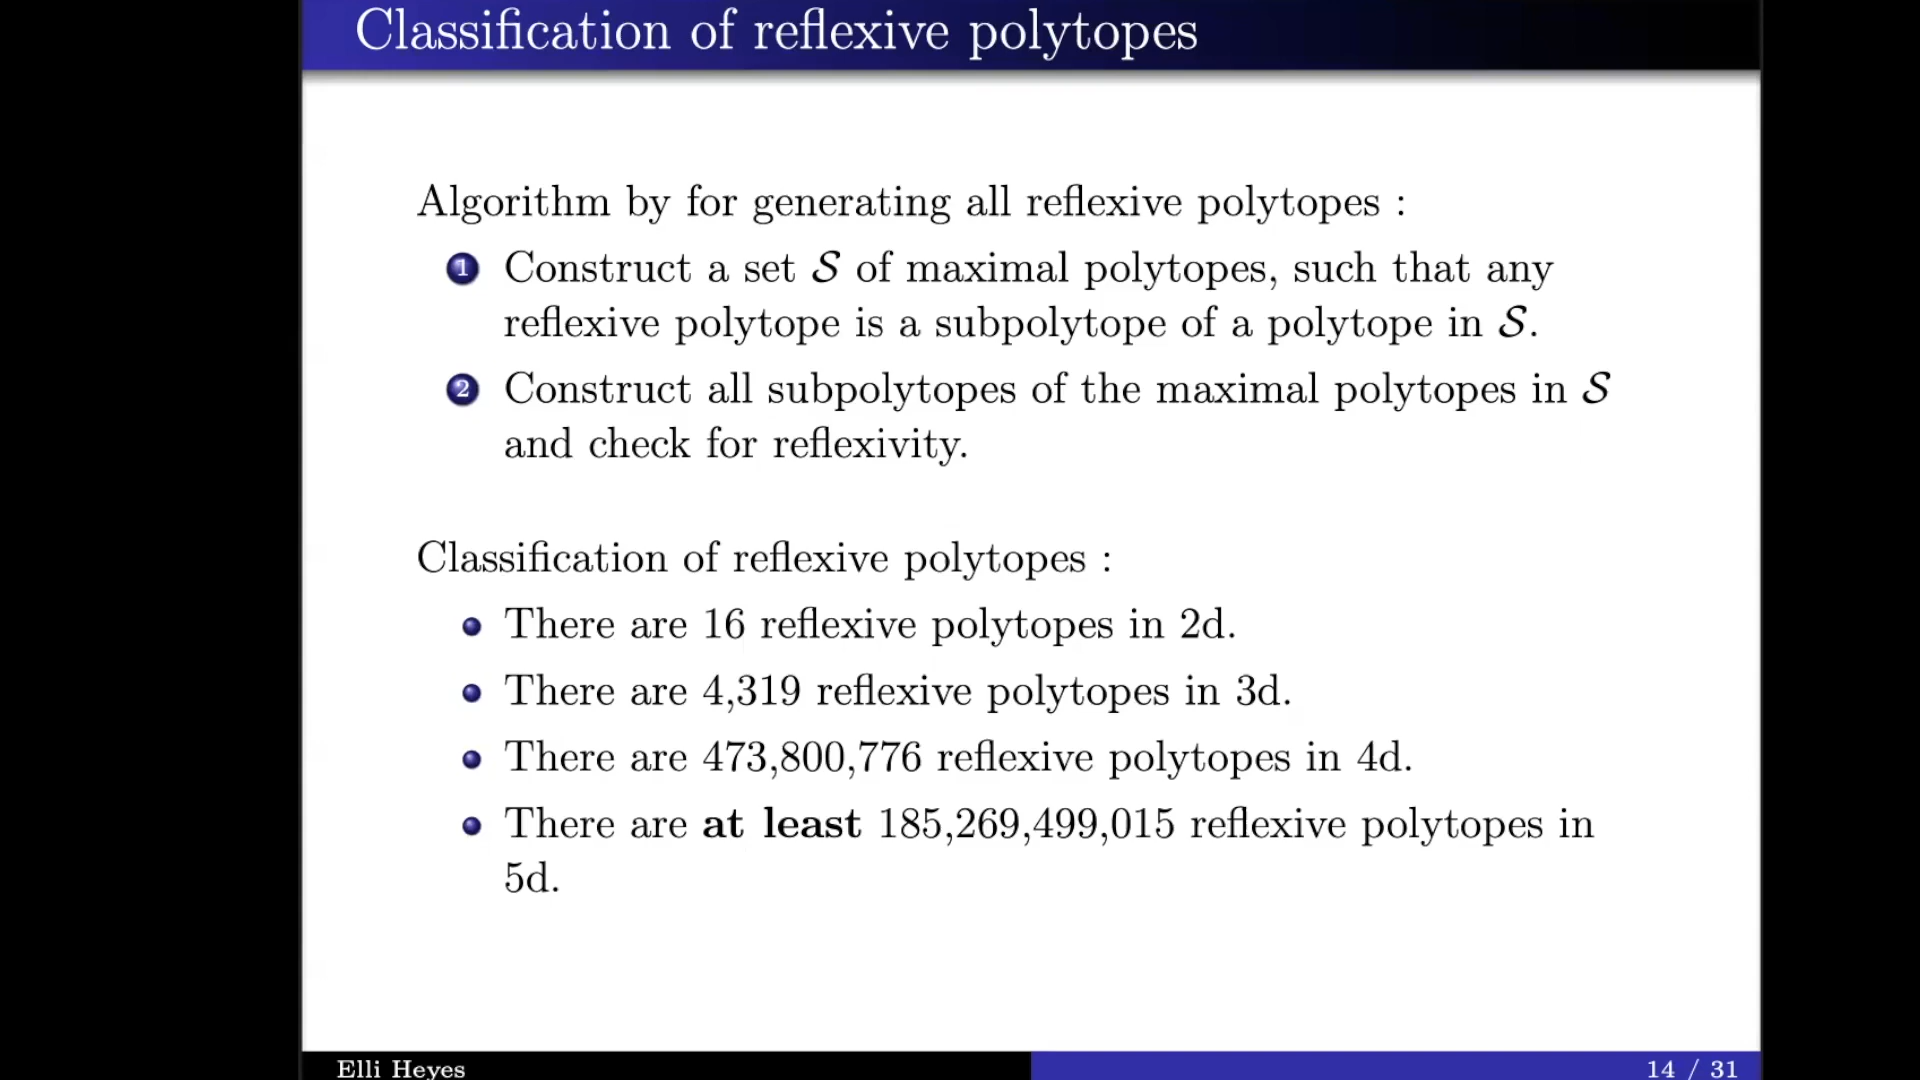 Classification of reflexive polytopes
Algorithm by for generating all reflexive polytopes :
1 Construct a set 𝒮 of maximal polytopes, such that any
reflexive polytope is a subpolytope of a polytope in 𝒮.
2 Construct all subpolytopes of the maximal polytopes in 𝒮
and check for reflexivity.
Classification of reflexive polytopes :
• There are 16 reflexive polytopes in 2d.
• There are 4,319 reflexive polytopes in 3d.
• There are 473,800,776 reflexive polytopes in 4d.
• There are at least 185,269,499,015 reflexive polytopes in
5d.
Elli Heyes
14 / 31